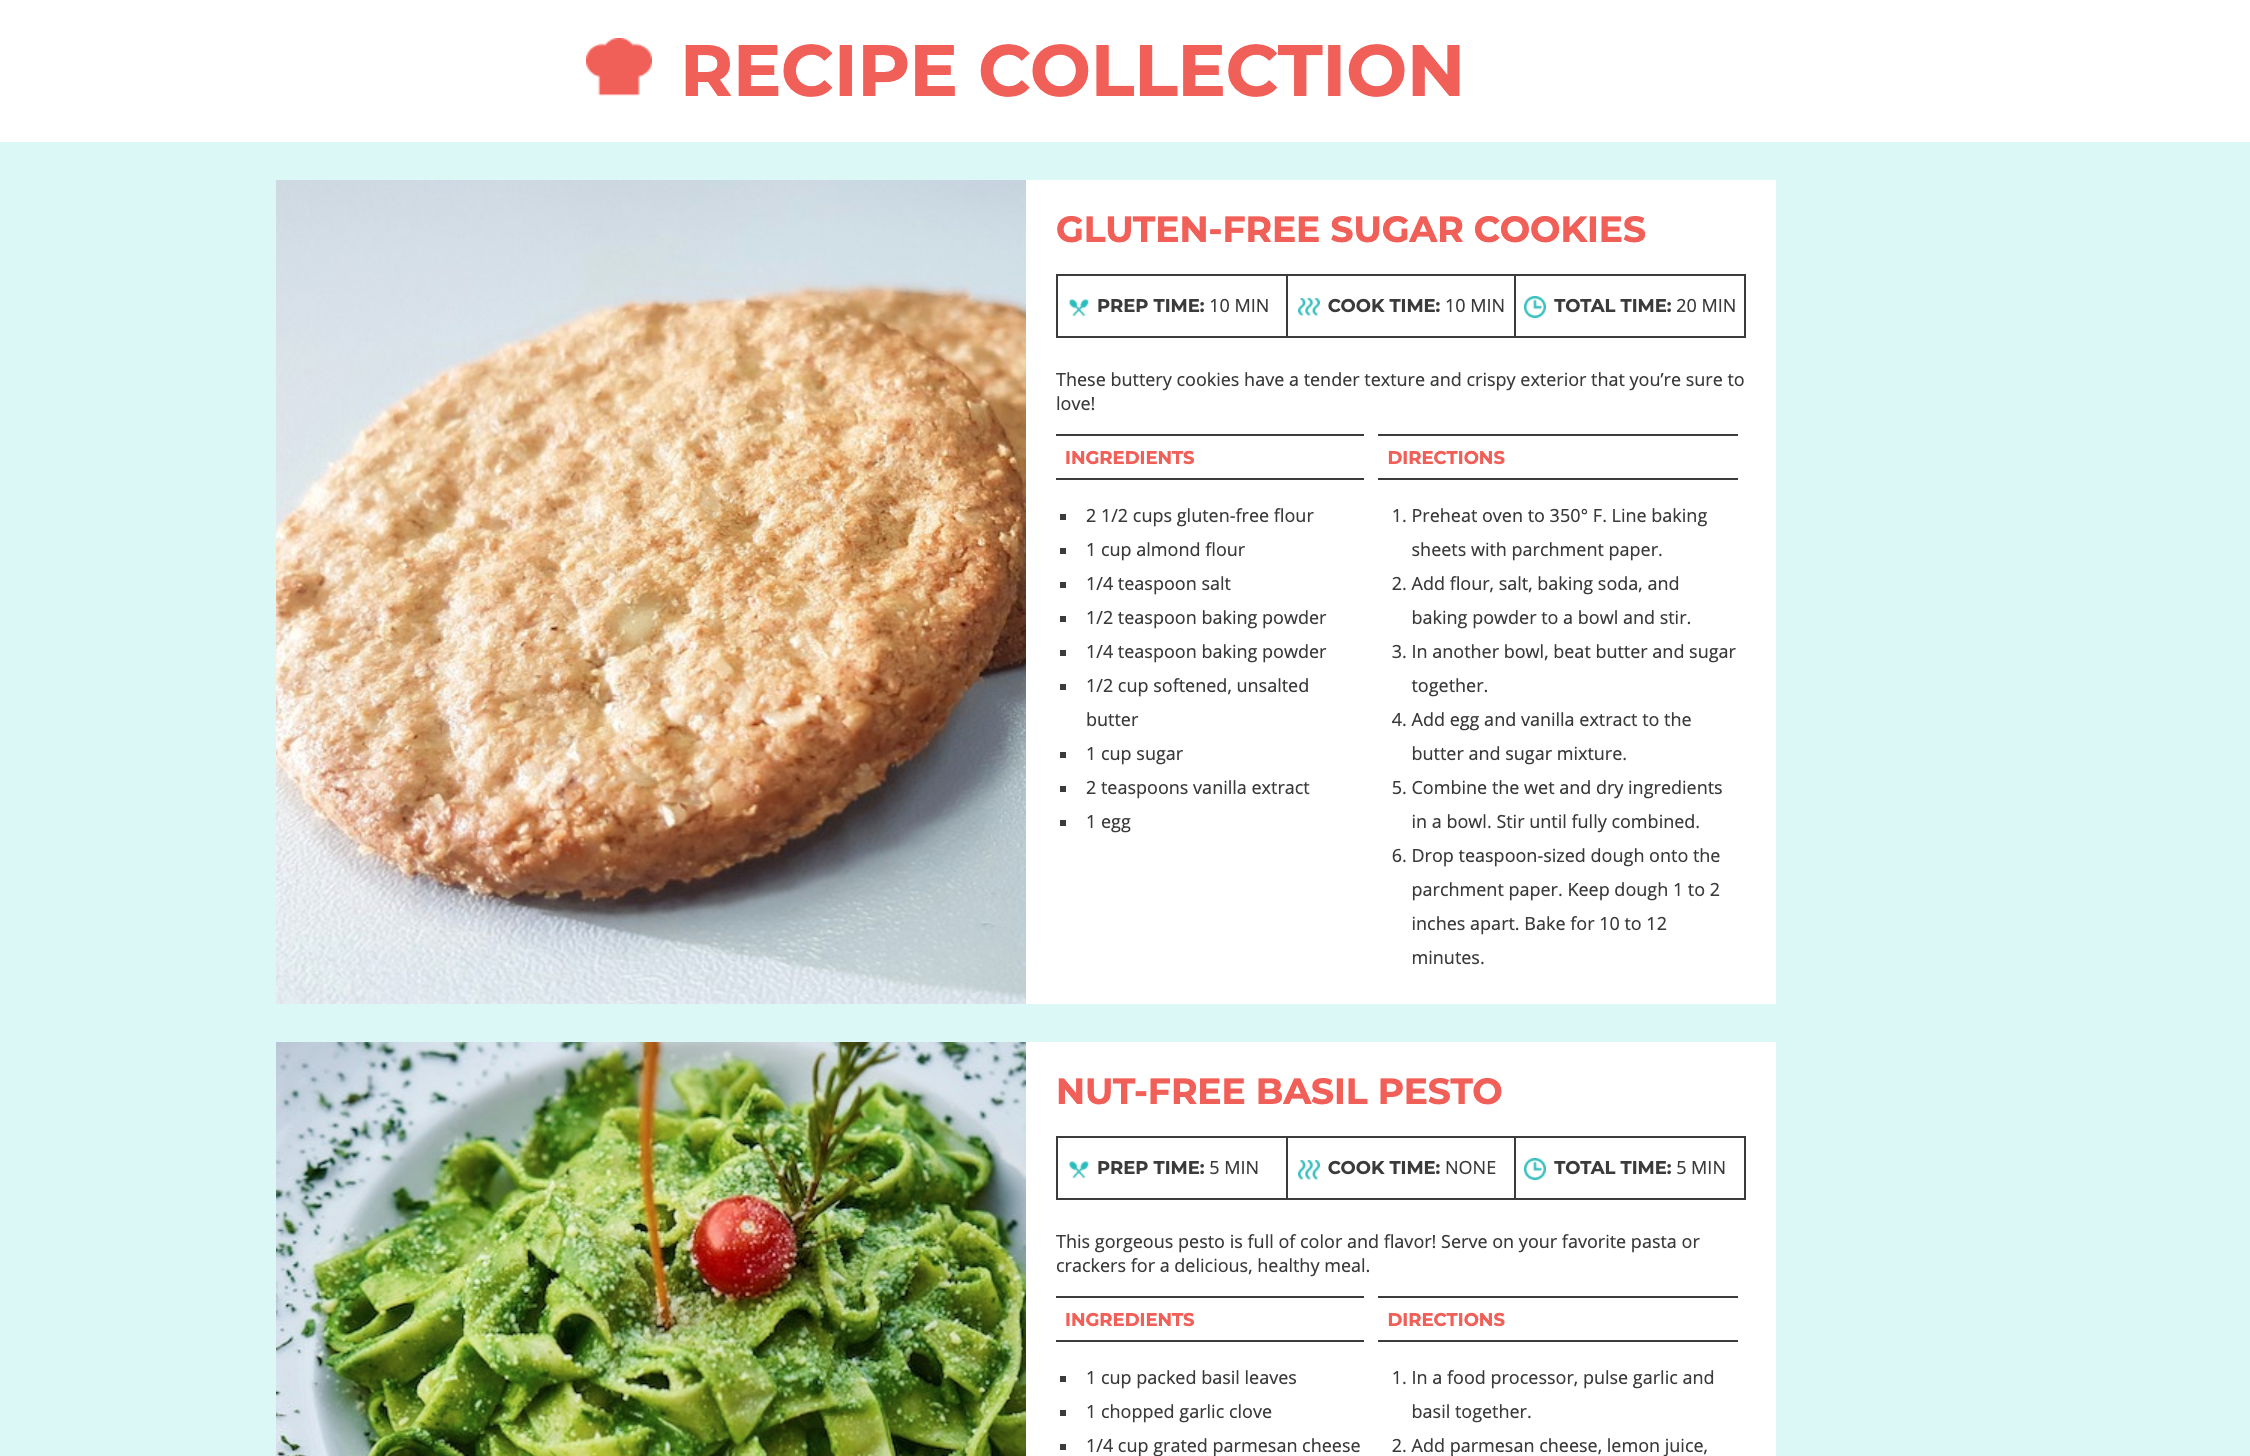 RECIPE COLLECTION
GLUTEN-FREE SUGAR COOKIES
PREP TIME: 10 MIN
COOK TIME: 10 MIN
TOTAL TIME: 20 MIN
These buttery cookies have a tender texture and crispy exterior that you’re sure to
love!
INGREDIENTS
2 1/2 cups gluten-free flour
1 cup almond flour
1/4 teaspoon salt
1/2 teaspoon baking powder
1/4 teaspoon baking powder
1/2 cup softened, unsalted
butter
1 cup sugar
2 teaspoons vanilla extract
1 egg
DIRECTIONS
1. Preheat oven to 350° F. Line baking
sheets with parchment paper.
2. Add flour, salt, baking soda, and
baking powder to a bowl and stir.
3. In another bowl, beat butter and sugar
together.
4. Add egg and vanilla extract to the
butter and sugar mixture.
5. Combine the wet and dry ingredients
in a bowl. Stir until fully combined.
6. Drop teaspoon-sized dough onto the
parchment paper. Keep dough 1 to 2
inches apart. Bake for 10 to 12
minutes.
NUT-FREE BASIL PESTO
PREP TIME: 5 MIN
COOK TIME: NONE
TOTAL TIME: 5 MIN
This gorgeous pesto is full of color and flavor! Serve on your favorite pasta or
crackers for a delicious, healthy meal.
INGREDIENTS
1 cup packed basil leaves
1 chopped garlic clove
1/4 cup grated parmesan cheese
DIRECTIONS
1. In a food processor, pulse garlic and
basil together.
2. Add parmesan cheese, lemon juice,